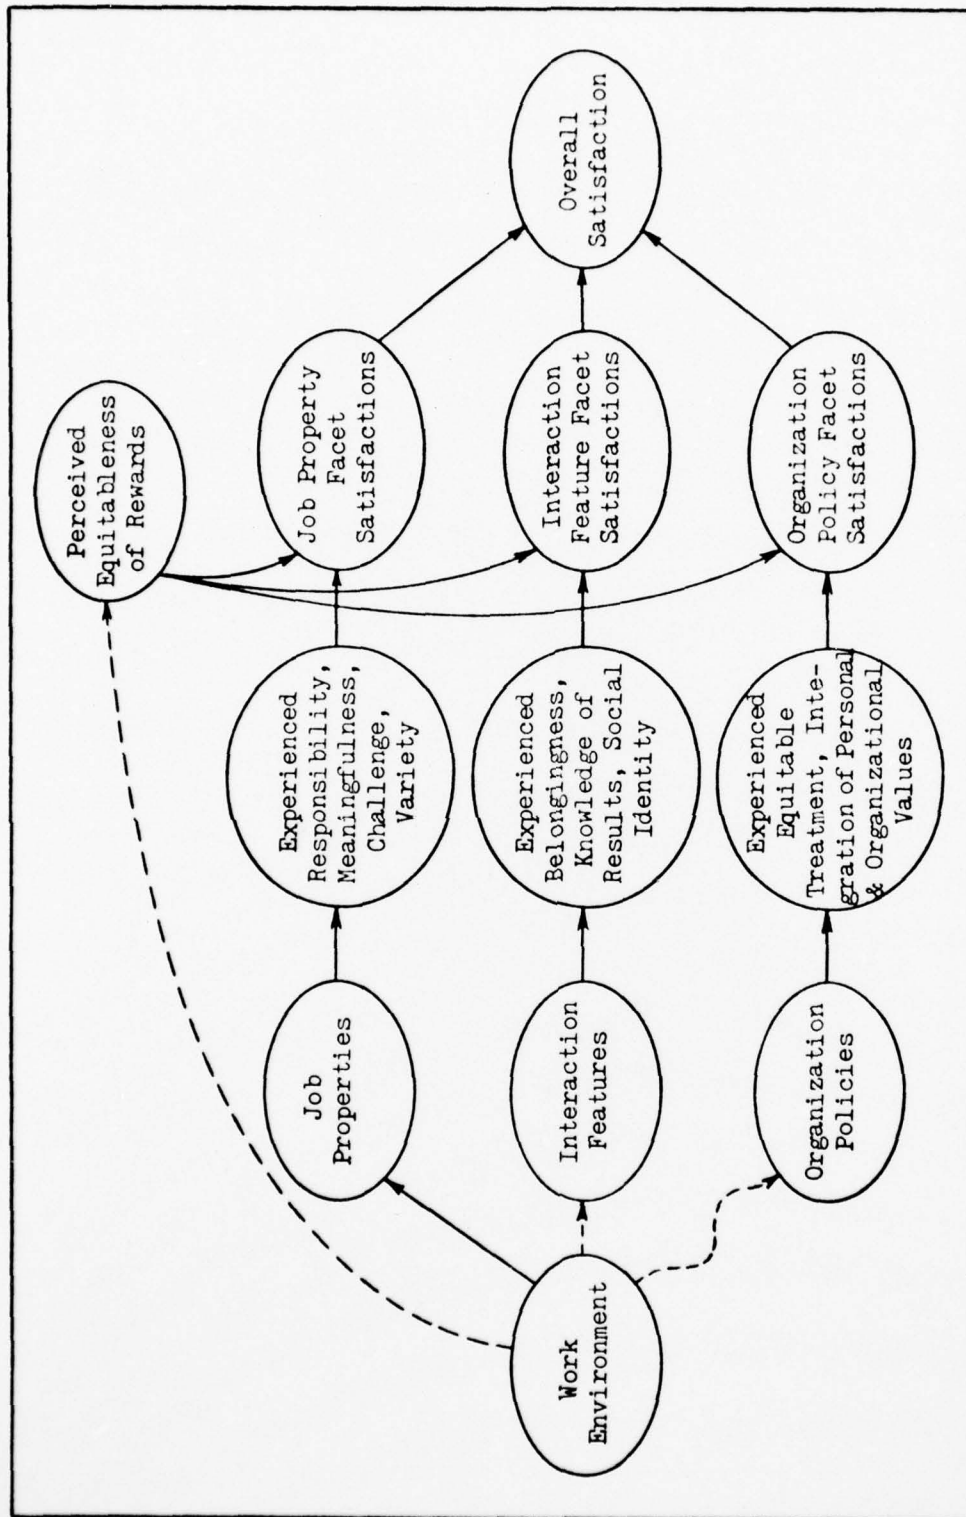 Perceived
Equitableness
of Rewards
Work
Environment
Job
Properties
Experienced
Responsibility,
Meaningfulness,
Challenge,
Variety
Job Property
Facet
Satisfactions
Interaction
Features
Experienced
Belongingness,
Knowledge of
Results, Social
Identity
Interaction
Feature Facet
Satisfactions
Overall
Satisfaction
Organization
Policies
Experienced
Equitable
Treatment, Inte-
gration of Personal
& Organizational
Values
Organization
Policy Facet
Satisfactions